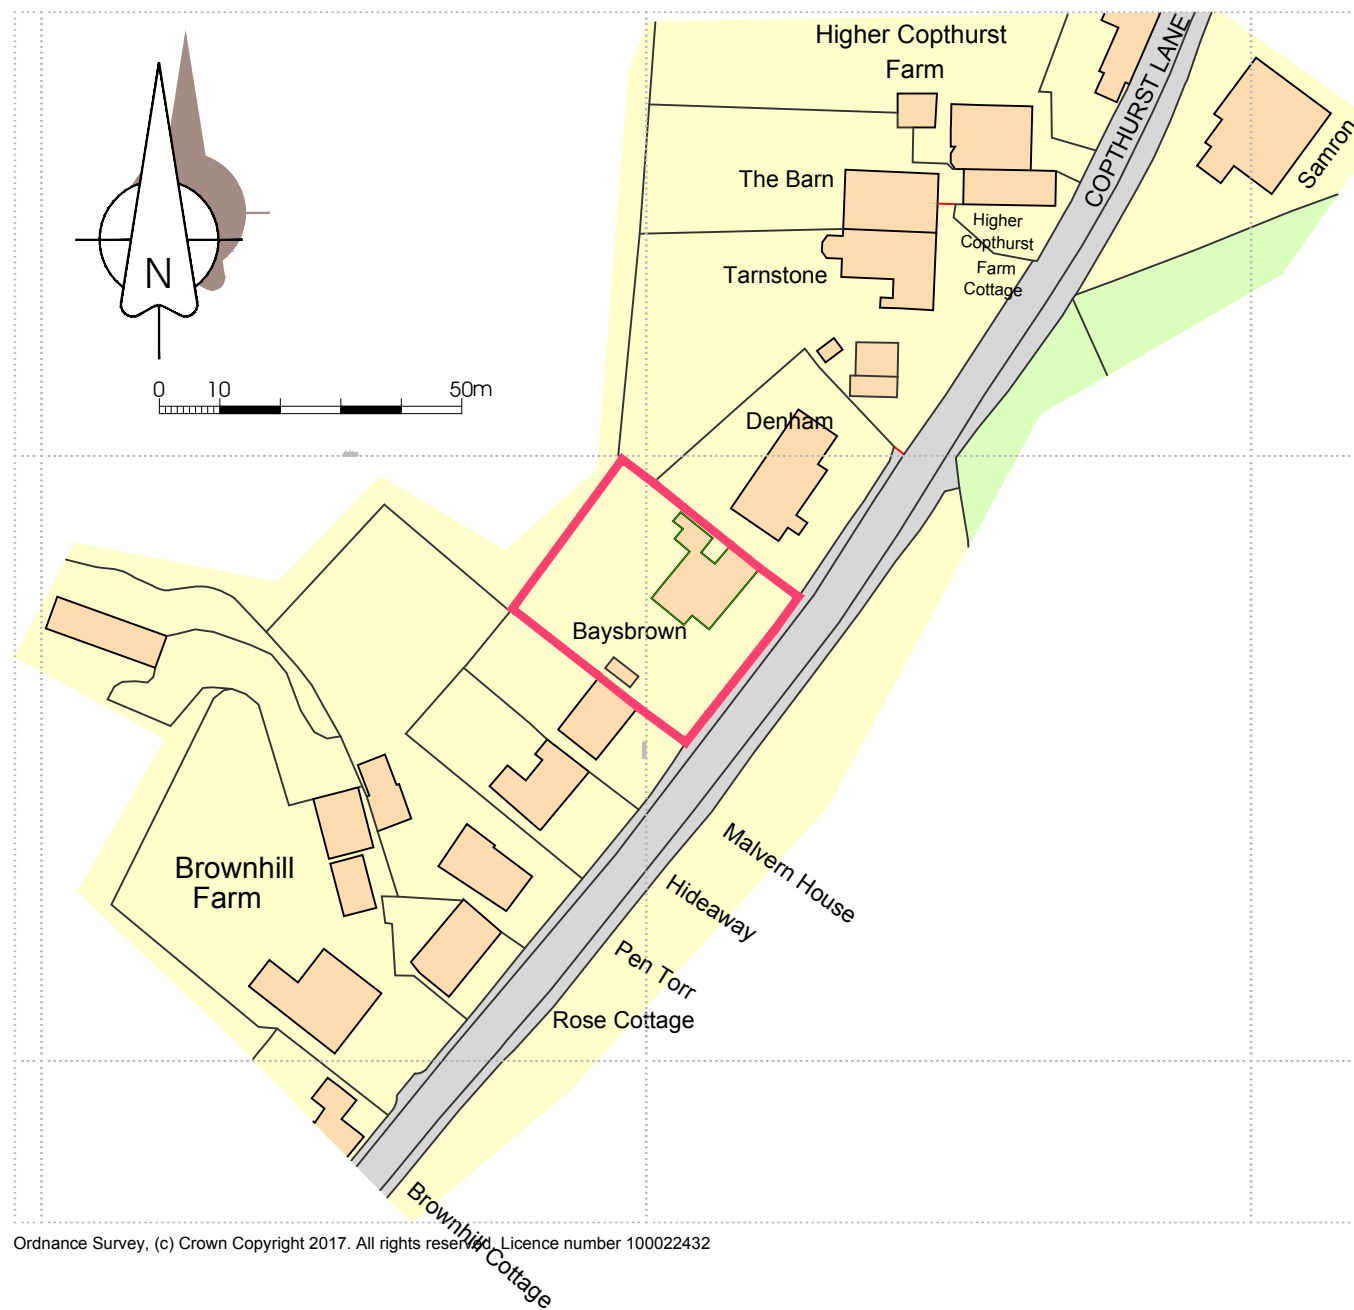 Higher Copthurst
Farm
COPTHURST LANE
Samron
The Barn
Higher
Copthurst
Farm
Cottage
Tarnstone
N
0 10 50m
Denham
Baysbrown
Malvern House
Hideaway
Brownhill
Farm
Pen Torr
Rose Cottage
Brownhill Cottage
Ordnance Survey, (c) Crown Copyright 2017. All rights reserved. Licence number 100022432